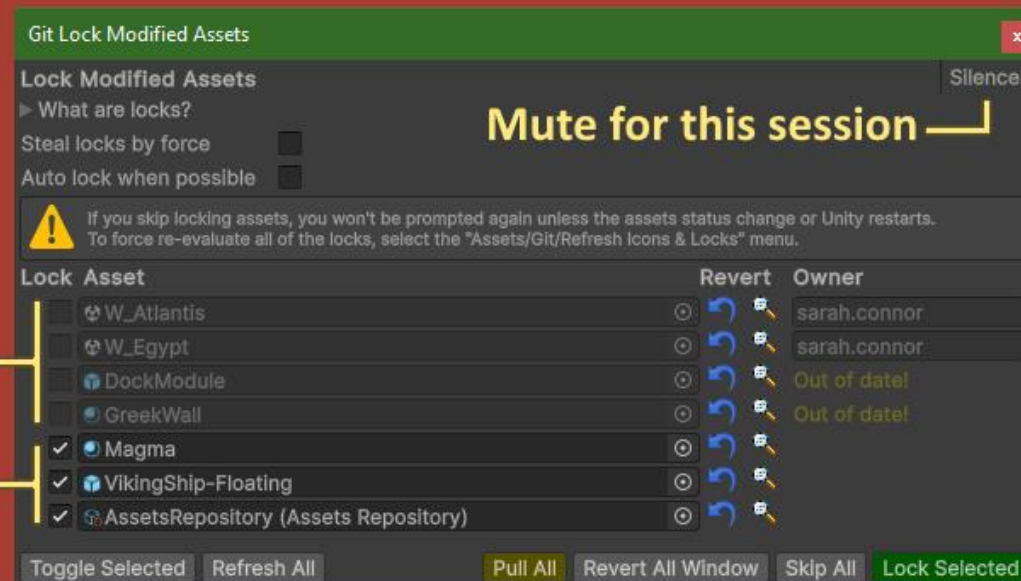 Git Lock Modified Assets
x
Lock Modified Assets
Silence
What are locks?
Mute for this session
Steal locks by force
Auto lock when possible
If you skip locking assets, you won't be prompted again unless the assets status change or Unity restarts.
To force re-evaluate all of the locks, select the "Assets/Git/Refresh Icons & Locks" menu.
Lock Asset Revert Owner
W_Atlantis sarah.connor
W_Egypt sarah.connor
DockModule Out of date!
GreekWall Out of date!
Magma
VikingShip-Floating
AssetsRepository (Assets Repository)
Toggle Selected Refresh All Pull All Revert All Window Skip All Lock Selected